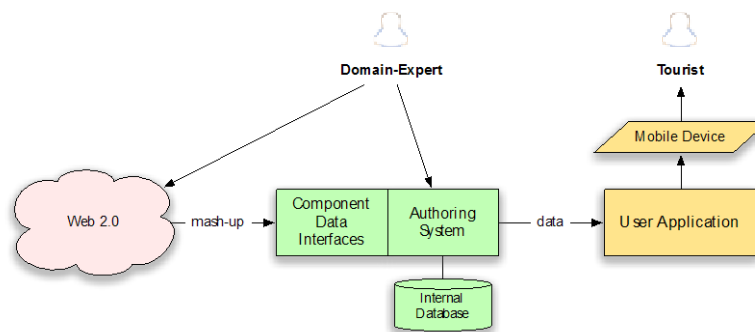 Domain-Expert
Tourist
Mobile Device
Web 2.0
mash-up
Component
Data
Interfaces
Authoring
System
data
User Application
Internal
Database